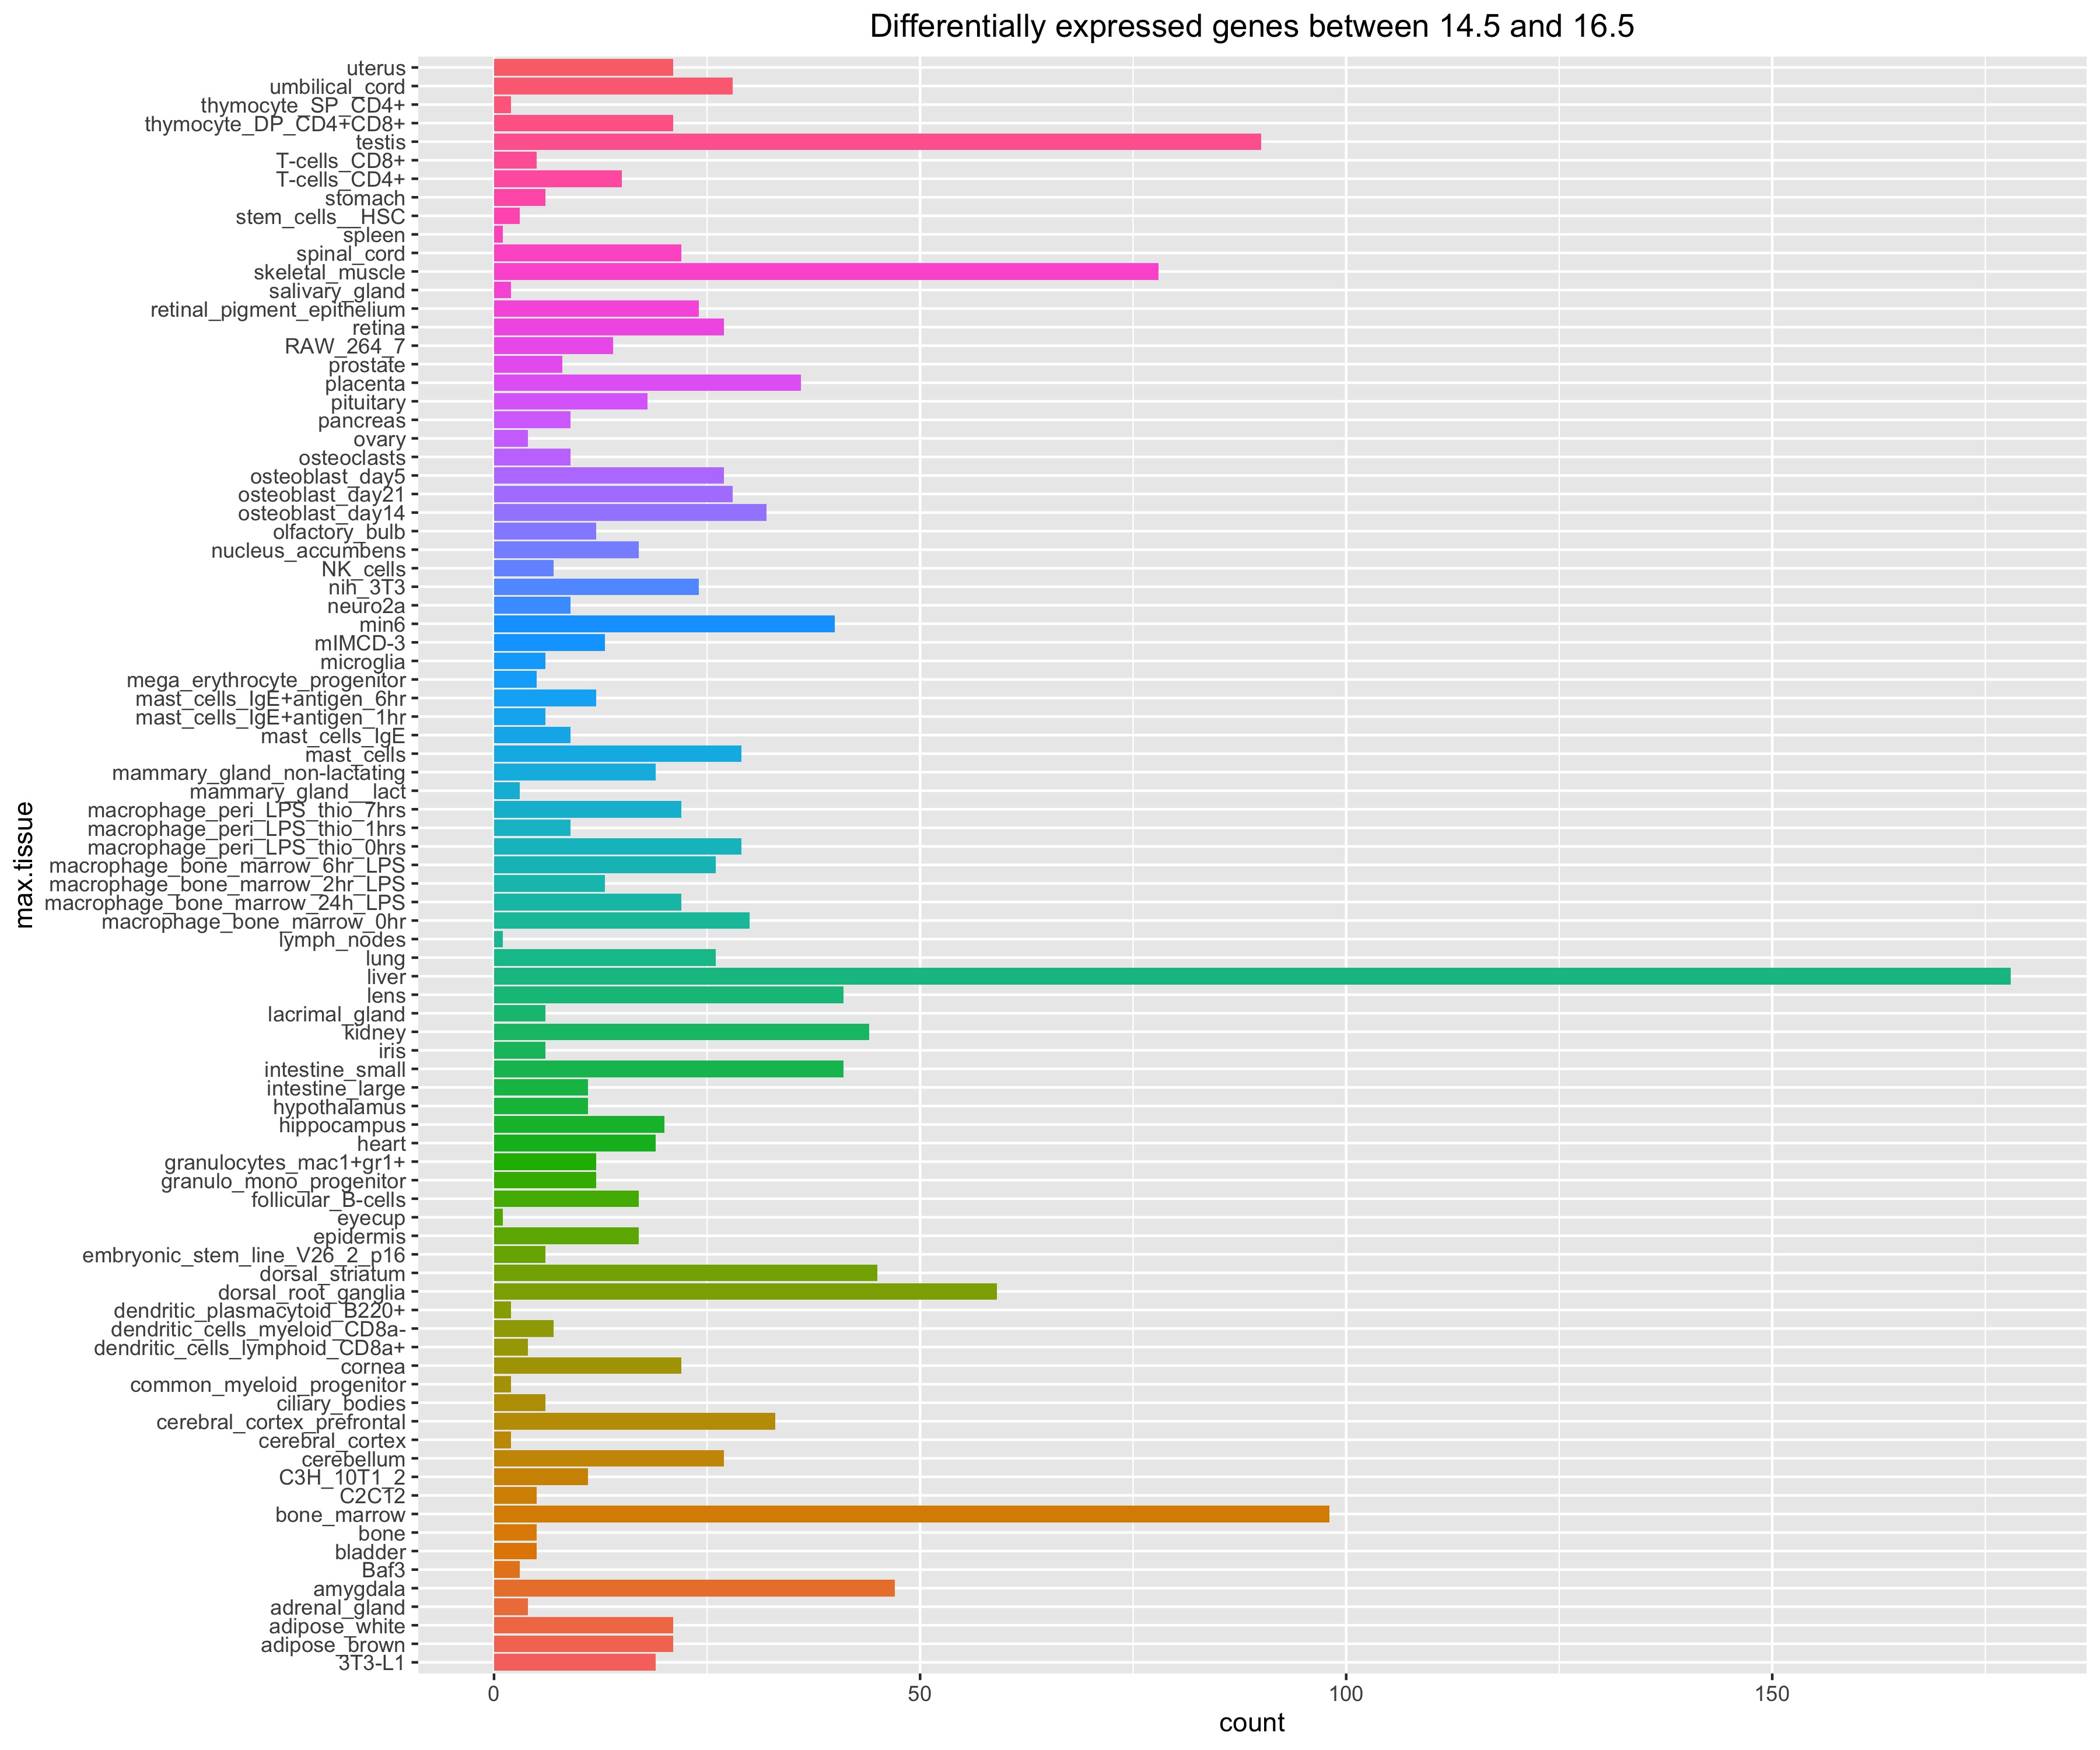 Differentially expressed genes between 14.5 and 16.5
uterus
umbilical_cord
thymocyte_SP_CD4+
thymocyte_DP_CD4+CD8+
testis
T-cells_CD8+
T-cells_CD4+
stomach
stem_cells__HSC
spleen
spinal_cord
skeletal_muscle
salivary_gland
retinal_pigment_epithelium
retina
RAW_264_7
prostate
placenta
pituitary
pancreas
ovary
osteoclasts
osteoblast_day5
osteoblast_day21
osteoblast_day14
olfactory_bulb
nucleus_accumbens
NK_cells
nih_3T3
neuro2a
min6
mIMCD-3
microglia
mega_erythrocyte_progenitor
mast_cells_IgE+antigen_6hr
mast_cells_IgE+antigen_1hr
mast_cells_IgE
mast_cells
mammary_gland_non-lactating
mammary_gland__lact
macrophage_peri_LPS_thio_7hrs
macrophage_peri_LPS_thio_1hrs
macrophage_peri_LPS_thio_0hrs
macrophage_bone_marrow_6hr_LPS
macrophage_bone_marrow_2hr_LPS
macrophage_bone_marrow_24h_LPS
macrophage_bone_marrow_0hr
lymph_nodes
lung
liver
lens
lacrimal_gland
kidney
iris
intestine_small
intestine_large
hypothalamus
hippocampus
heart
granulocytes_mac1+gr1+
granulo_mono_progenitor
follicular_B-cells
eyecup
epidermis
embryonic_stem_line_V26_2_p16
dorsal_striatum
dorsal_root_ganglia
dendritic_plasmacytoid_B220+
dendritic_cells_myeloid_CD8a-
dendritic_cells_lymphoid_CD8a+
cornea
common_myeloid_progenitor
ciliary_bodies
cerebral_cortex_prefrontal
cerebral_cortex
cerebellum
C3H_10T1_2
C2C12
bone_marrow
bone
bladder
Baf3
amygdala
adrenal_gland
adipose_white
adipose_brown
3T3-L1
max.tissue
0 50 100 150
count